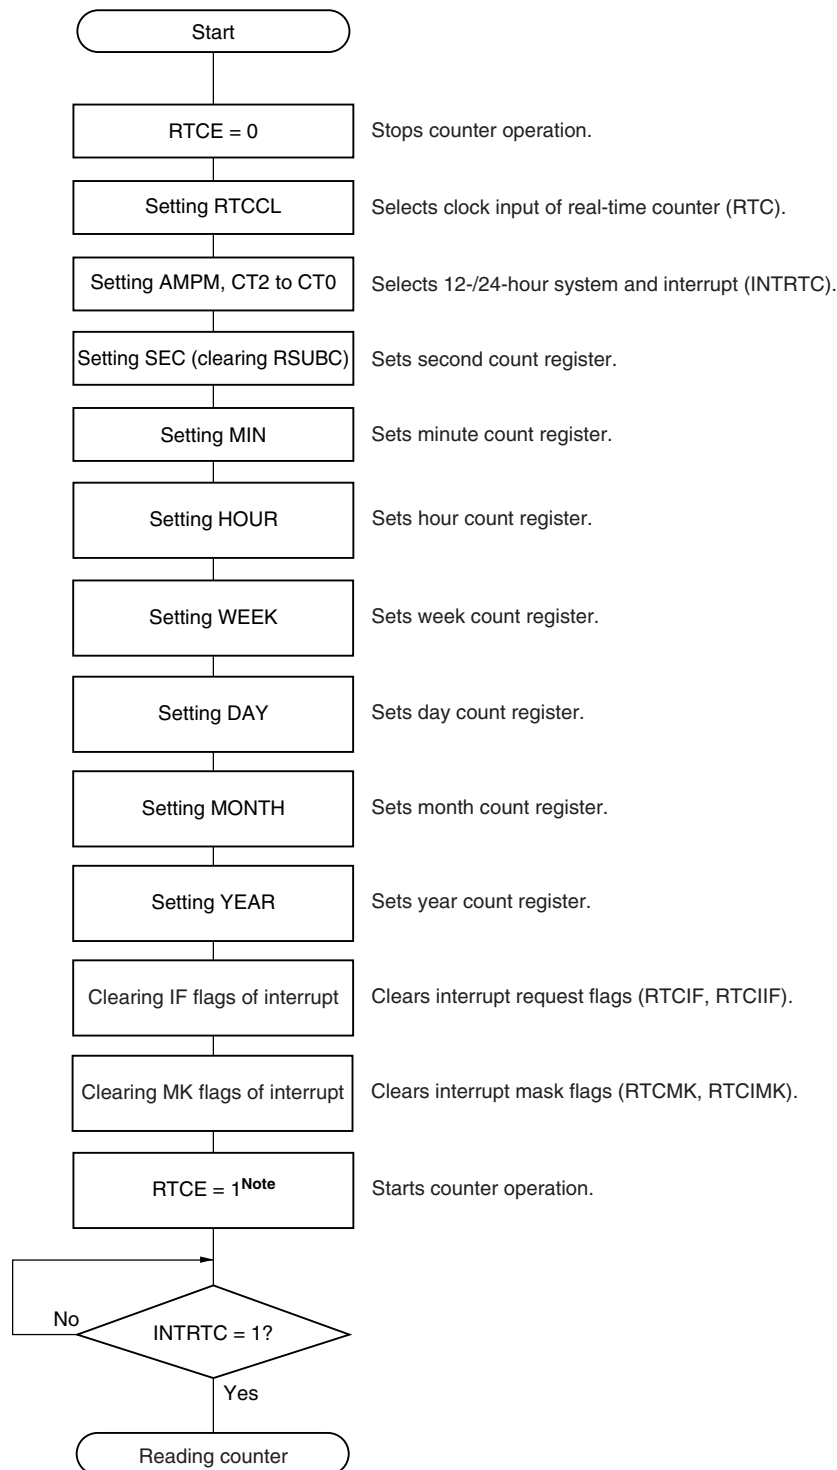 Start
RTCE = 0
Stops counter operation.
Setting RTCCL
Selects clock input of real-time counter (RTC).
Setting AMPM, CT2 to CT0
Selects 12-/24-hour system and interrupt (INTRTC).
Setting SEC (clearing RSUBC)
Sets second count register.
Setting MIN
Sets minute count register.
Setting HOUR
Sets hour count register.
Setting WEEK
Sets week count register.
Setting DAY
Sets day count register.
Setting MONTH
Sets month count register.
Setting YEAR
Sets year count register.
Clearing IF flags of interrupt
Clears interrupt request flags (RTCIF, RTCIIF).
Clearing MK flags of interrupt
Clears interrupt mask flags (RTCMK, RTCIMK).
RTCE = 1Note
Starts counter operation.
No
INTRTC = 1?
Yes
Reading counter